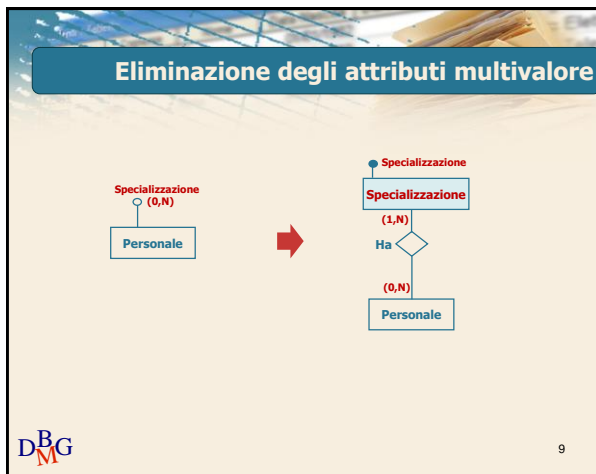 Eliminazione degli attributi multivalore
Specializzazione
(0,N)
Personale
Specializzazione
Specializzazione
(1,N)
Ha
(0,N)
Personale
DBMG
9